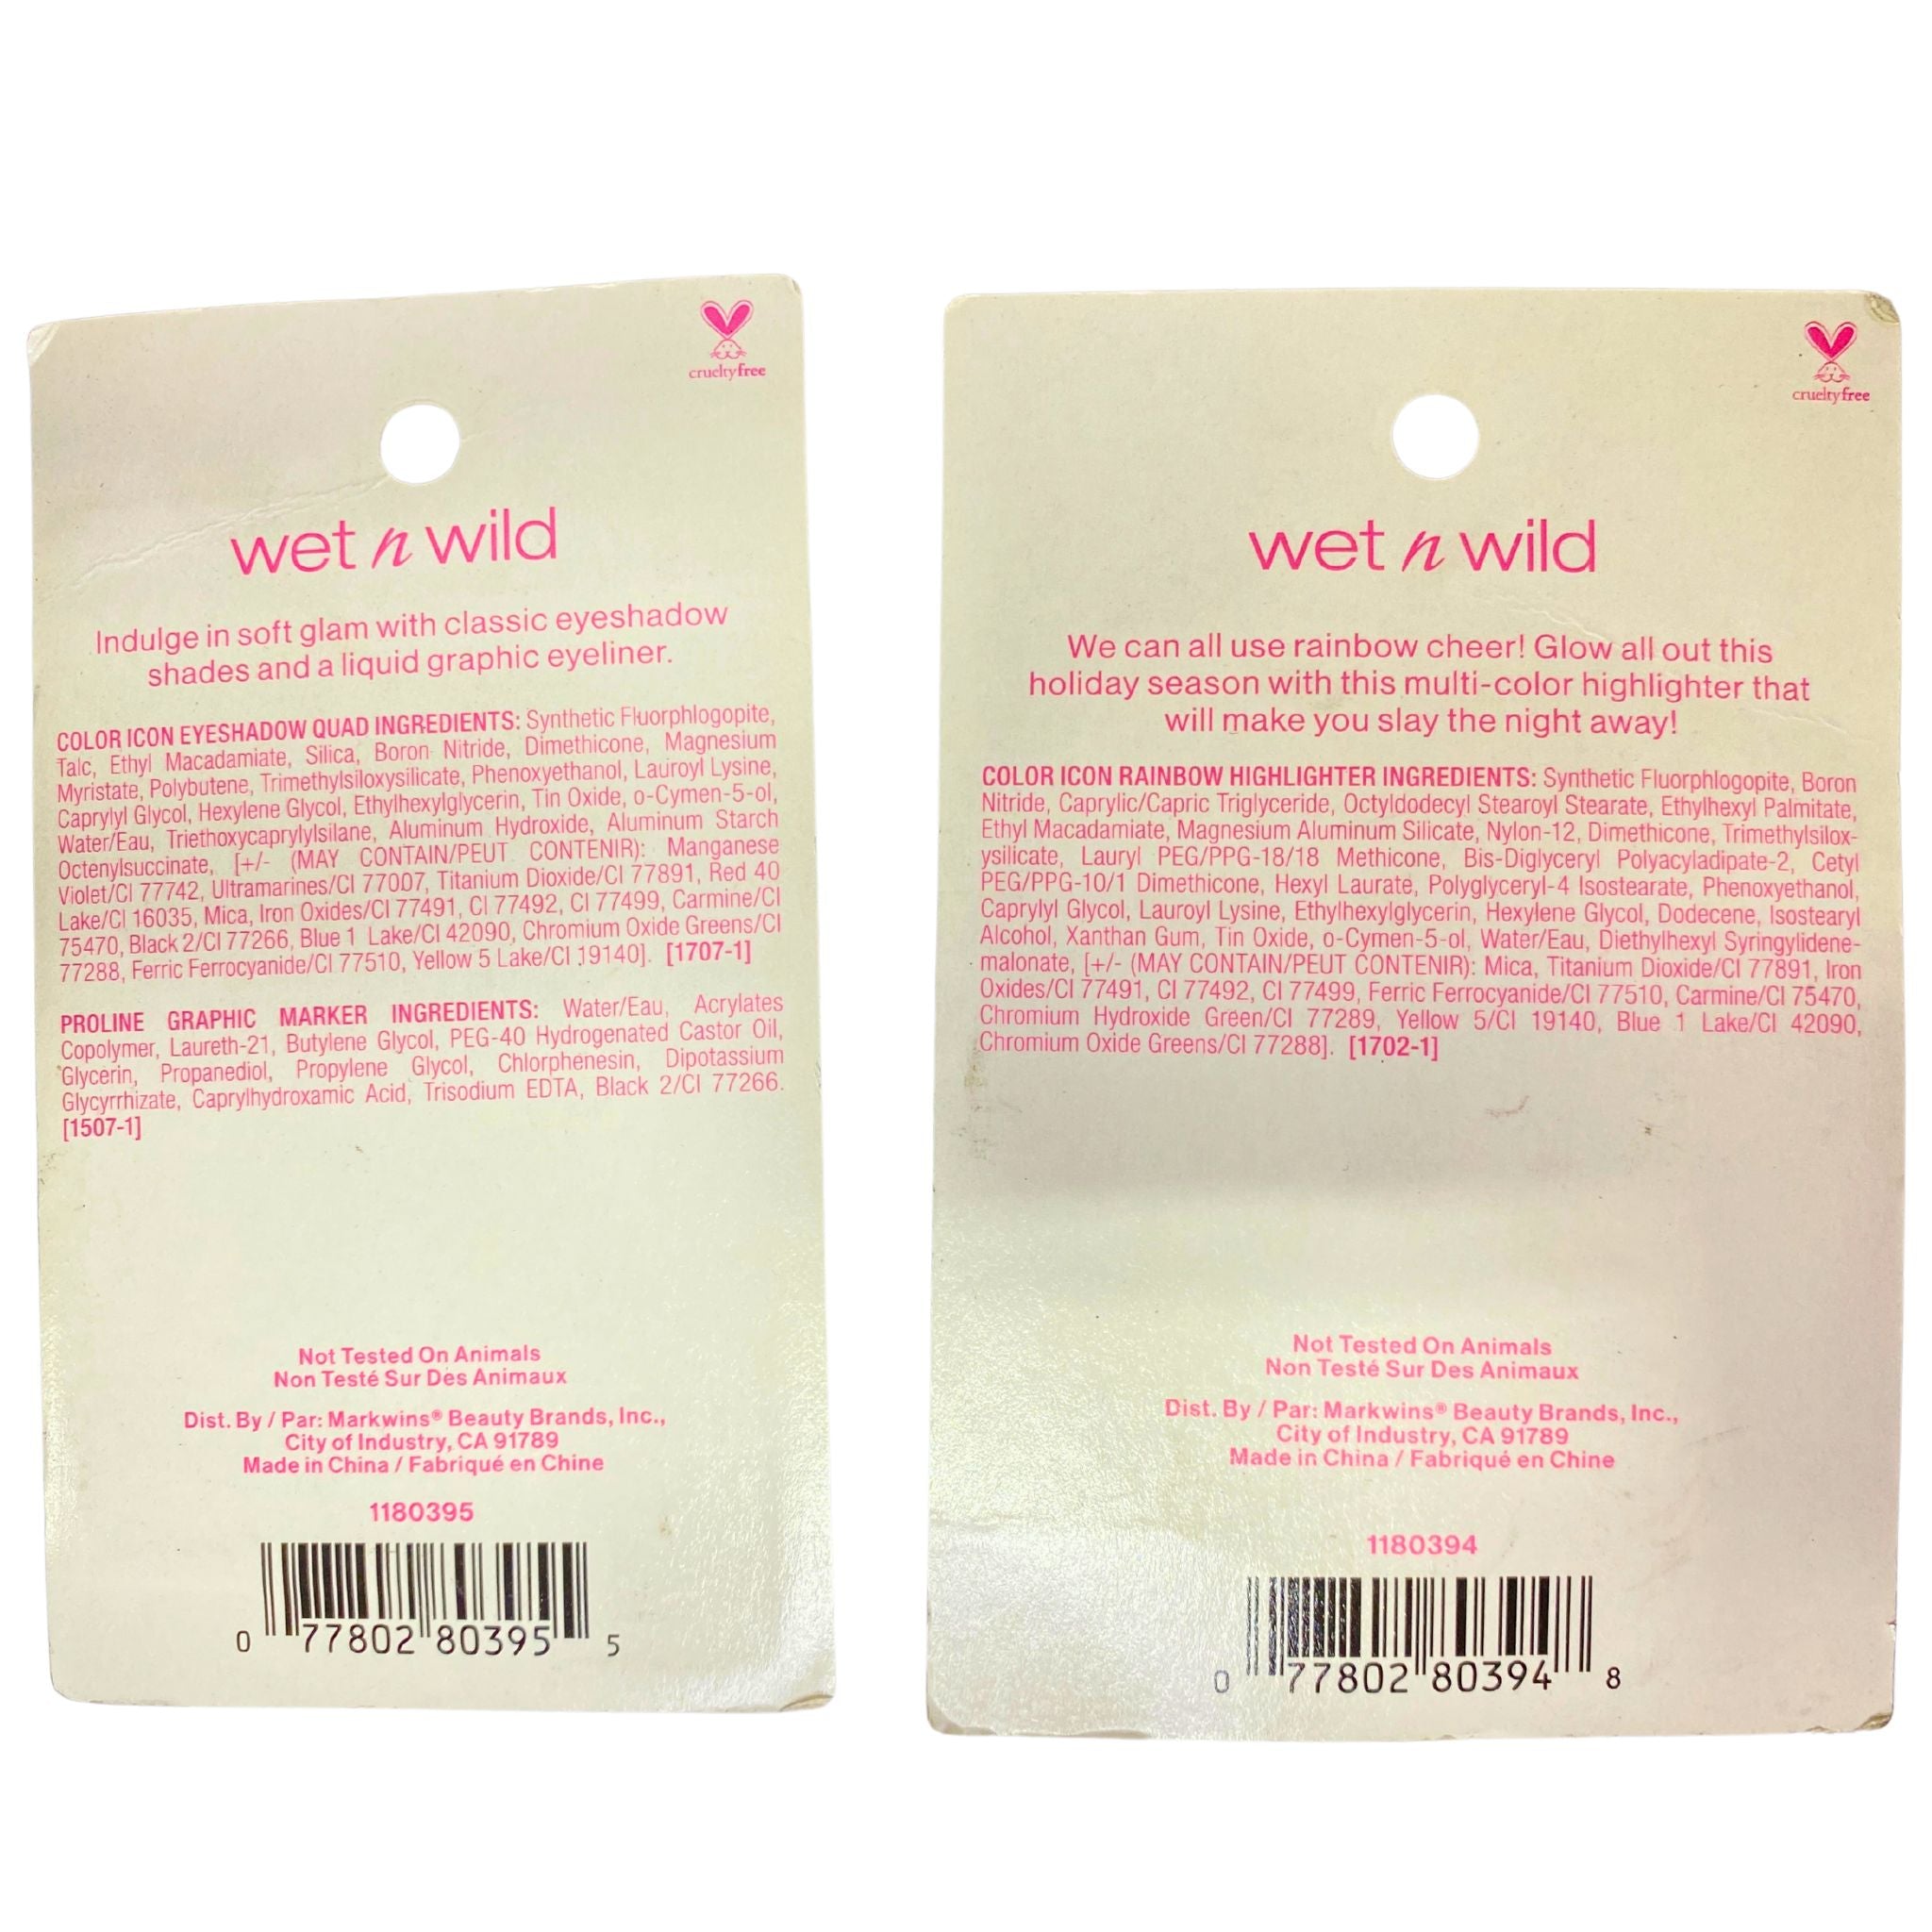 crueltyfree
wet n wild
Indulge in soft glam with classic eyeshadow
shades and a liquid graphic eyeliner.
COLOR ICON EYESHADOW QUAD INGREDIENTS: Synthetic Fluorphlogopite,
Talc, Ethyl Macadamiate, Silica, Boron Nitride, Dimethicone, Magnesium
Myristate, Polybutene, Trimethylsiloxysilicate, Phenoxyethanol, Lauroyl Lysine,
Caprylyl Glycol, Hexylene Glycol, Ethylhexylglycerin, Tin Oxide, o-Cymen-5-ol,
Water/Eau, Triethoxycaprylylsilane, Aluminum Hydroxide, Aluminum Starch
Octenylsuccinate, [+/- (MAY CONTAIN/PEUT CONTENIR): Manganese
Violet/CI 77742, Ultramarines/CI 77007, Titanium Dioxide/CI 77891, Red 40
Lake/CI 16035, Mica, Iron Oxides/CI 77491, CI 77492, CI 77499, Carmine/CI
75470, Black 2/CI 77266, Blue 1 Lake/CI 42090, Chromium Oxide Greens/CI
77288, Ferric Ferrocyanide/CI 77510, Yellow 5 Lake/CI 19140]. [1707-1]
PROLINE GRAPHIC MARKER INGREDIENTS: Water/Eau, Acrylates
Copolymer, Laureth-21, Butylene Glycol, PEG-40 Hydrogenated Castor Oil,
Glycerin, Propanediol, Propylene Glycol, Chlorphenesin, Dipotassium
Glycyrrhizate, Caprylhydroxamic Acid, Trisodium EDTA, Black 2/CI 77266.
[1507-1]
Not Tested On Animals
Non Testé Sur Des Animaux
Dist. By / Par: Markwins® Beauty Brands, Inc.,
City of Industry, CA 91789
Made in China / Fabriqué en Chine
1180395
0 77802 80395 5
crueltyfree
wet n wild
We can all use rainbow cheer! Glow all out this
holiday season with this multi-color highlighter that
will make you slay the night away!
COLOR ICON RAINBOW HIGHLIGHTER INGREDIENTS: Synthetic Fluorphlogopite, Boron
Nitride, Caprylic/Capric Triglyceride, Octyldodecyl Stearoyl Stearate, Ethylhexyl Palmitate,
Ethyl Macadamiate, Magnesium Aluminum Silicate, Nylon-12, Dimethicone, Trimethylsilox-
ysilicate, Lauryl PEG/PPG-18/18 Methicone, Bis-Diglyceryl Polyacyladipate-2, Cetyl
PEG/PPG-10/1 Dimethicone, Hexyl Laurate, Polyglyceryl-4 Isostearate, Phenoxyethanol,
Caprylyl Glycol, Lauroyl Lysine, Ethylhexylglycerin, Hexylene Glycol, Dodecene, Isostearyl
Alcohol, Xanthan Gum, Tin Oxide, o-Cymen-5-ol, Water/Eau, Diethylhexyl Syringylidene-
malonate, [+/- (MAY CONTAIN/PEUT CONTENIR): Mica, Titanium Dioxide/CI 77891, Iron
Oxides/CI 77491, CI 77492, CI 77499, Ferric Ferrocyanide/CI 77510, Carmine/CI 75470,
Chromium Hydroxide Green/CI 77289, Yellow 5/CI 19140, Blue 1 Lake/CI 42090,
Chromium Oxide Greens/CI 77288]. [1702-1]
Not Tested On Animals
Non Testé Sur Des Animaux
Dist. By / Par: Markwins® Beauty Brands, Inc.,
City of Industry, CA 91789
Made in China / Fabriqué en Chine
1180394
0 77802 80394 8